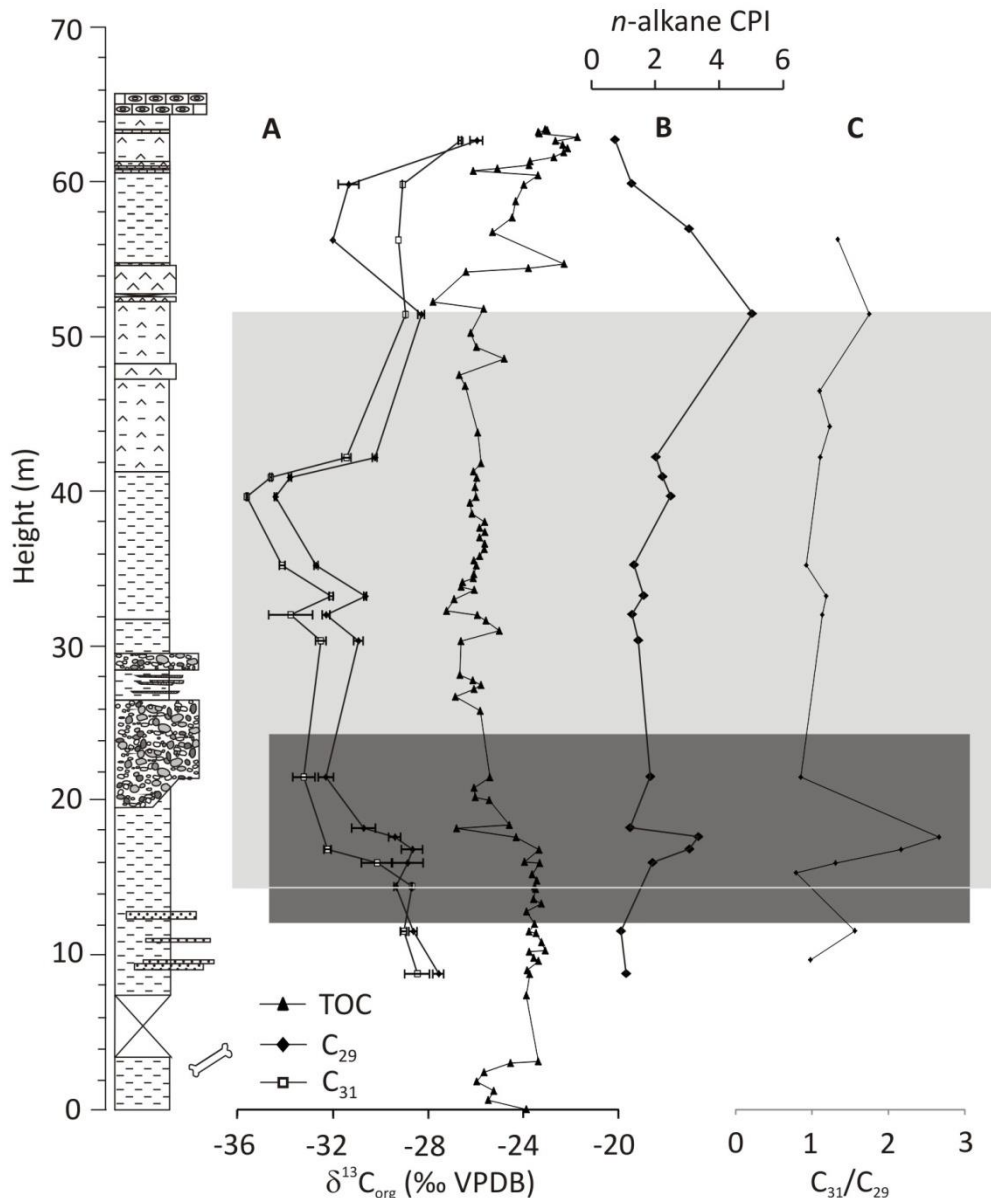 n-alkane CPI
0 2 4 6
A
B
C
Height (m)
70
60
50
40
30
20
10
0
TOC
C₂₉
C₃₁
-36 -32 -28 -24 -20
δ¹³C_org (‰ VPDB)
0 1 2 3
C₃₁/C₂₉